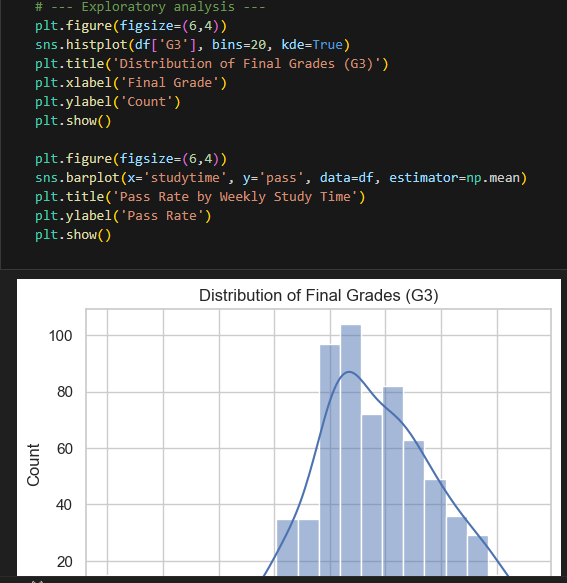 # --- Exploratory analysis ---
plt.figure(figsize=(6,4))
sns.histplot(df['G3'], bins=20, kde=True)
plt.title('Distribution of Final Grades (G3)')
plt.xlabel('Final Grade')
plt.ylabel('Count')
plt.show()

plt.figure(figsize=(6,4))
sns.barplot(x='studytime', y='pass', data=df, estimator=np.mean)
plt.title('Pass Rate by Weekly Study Time')
plt.ylabel('Pass Rate')
plt.show()

Distribution of Final Grades (G3)
100
80
60
Count
40
20